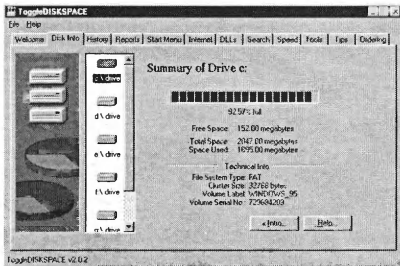 ToggleDISKSPACE
File Help
Welcome Disk Info History Reports Start Menu Internet DLLs Search Speed Tools Tips Ordering
c:\ drive
d:\ drive
e:\ drive
f:\ drive
drive
Summary of Drive c:
92.57% full
Free Space: 152.00 megabytes
Total Space: 2047.00 megabytes
Space Used: 1895.00 megabytes
Technical Info
File System Type: FAT
Cluster Size: 32768 bytes
Volume Label: WINDOWS_95
Volume Serial No.: 729604203
< Intro... Help...
ToggleDISKSPACE v2.0.2